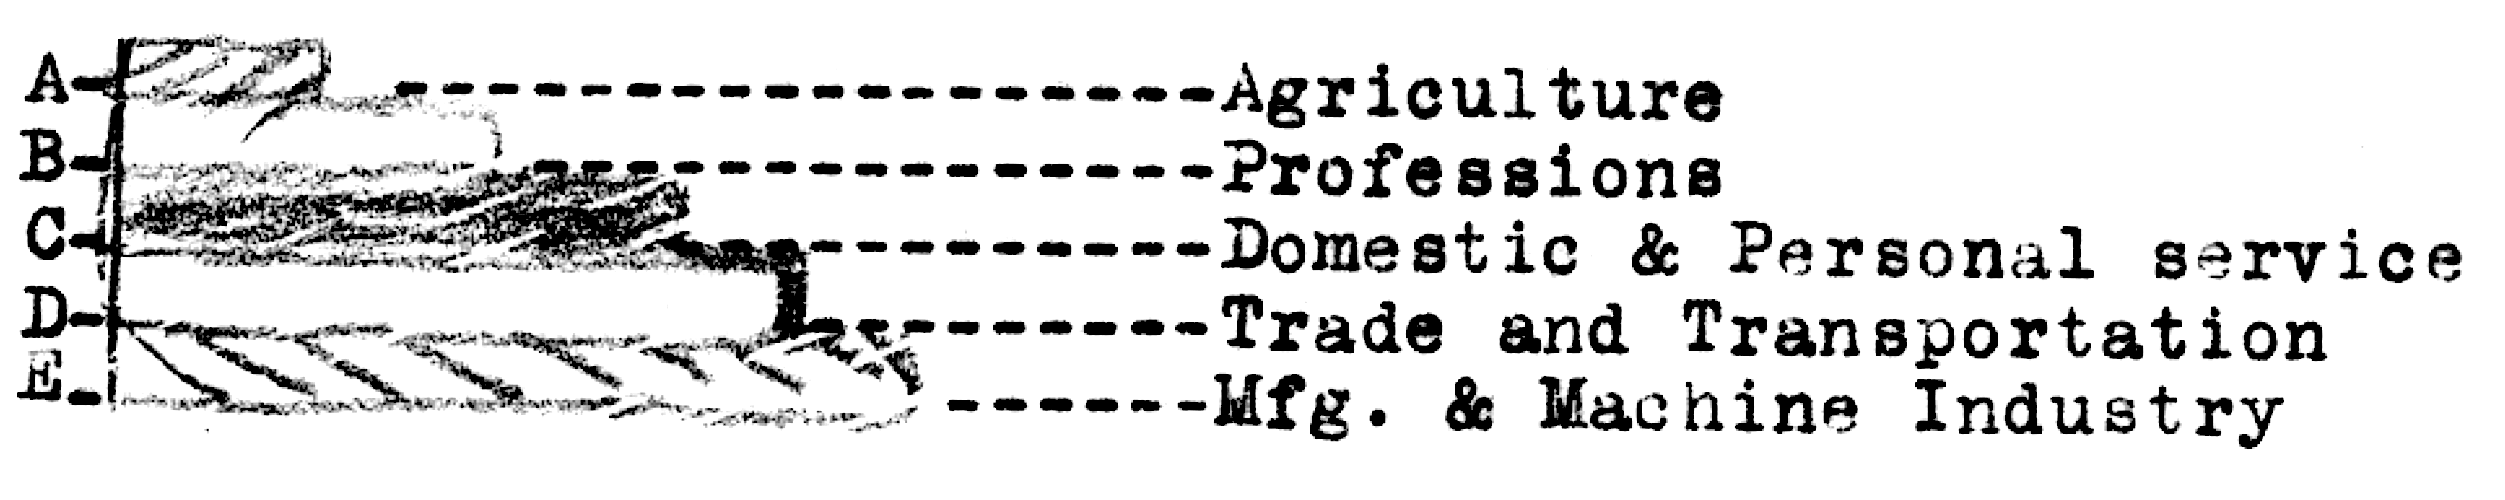 A- ------------------Agriculture
B- ---------------Professions
C- ---------Domestic & Personal service
D- --------Trade and Transportation
E- ------Mfg. & Machine Industry